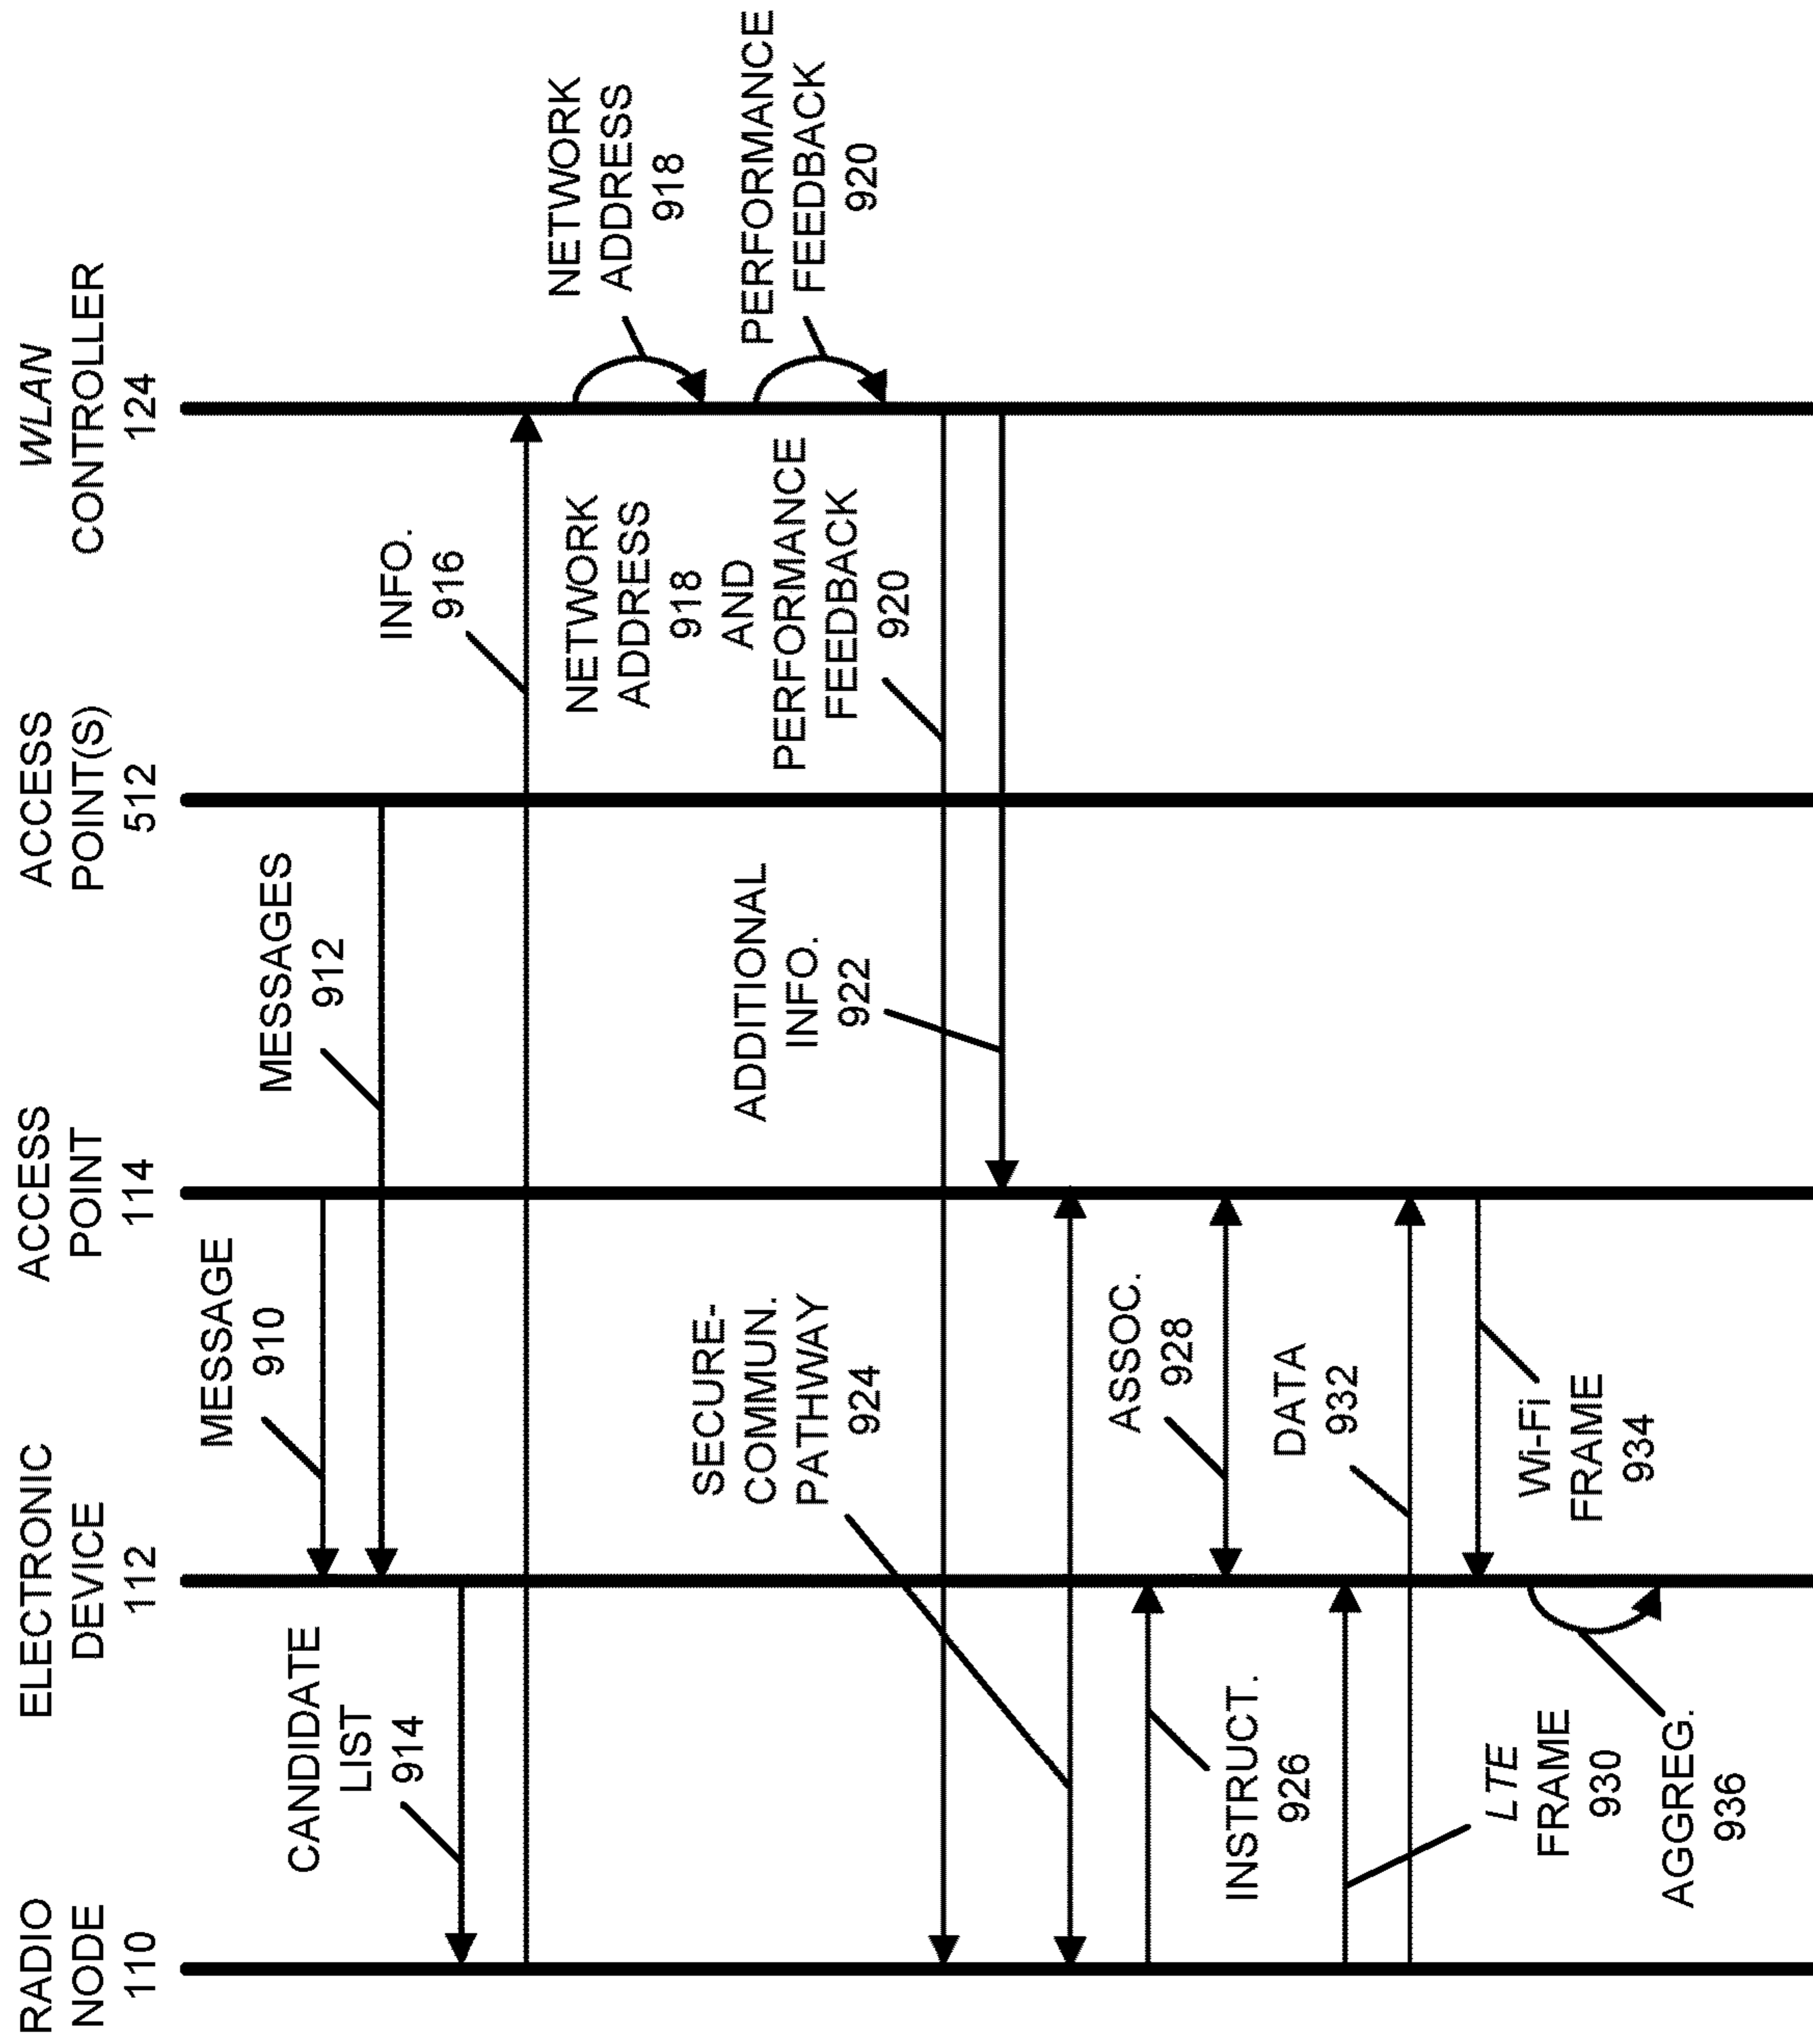 RADIO
NODE
110
ELECTRONIC
DEVICE
112
ACCESS
POINT
114
ACCESS
POINT(S)
512
WLAN
CONTROLLER
124
MESSAGE
910
MESSAGES
912
CANDIDATE
LIST
914
INFO.
916
NETWORK
ADDRESS
918
PERFORMANCE
FEEDBACK
920
NETWORK
ADDRESS
918
AND
PERFORMANCE
FEEDBACK
920
ADDITIONAL
INFO.
922
SECURE-
COMMUN.
PATHWAY
924
INSTRUCT.
926
ASSOC.
928
LTE
FRAME
930
DATA
932
Wi-Fi
FRAME
934
AGGREG.
936